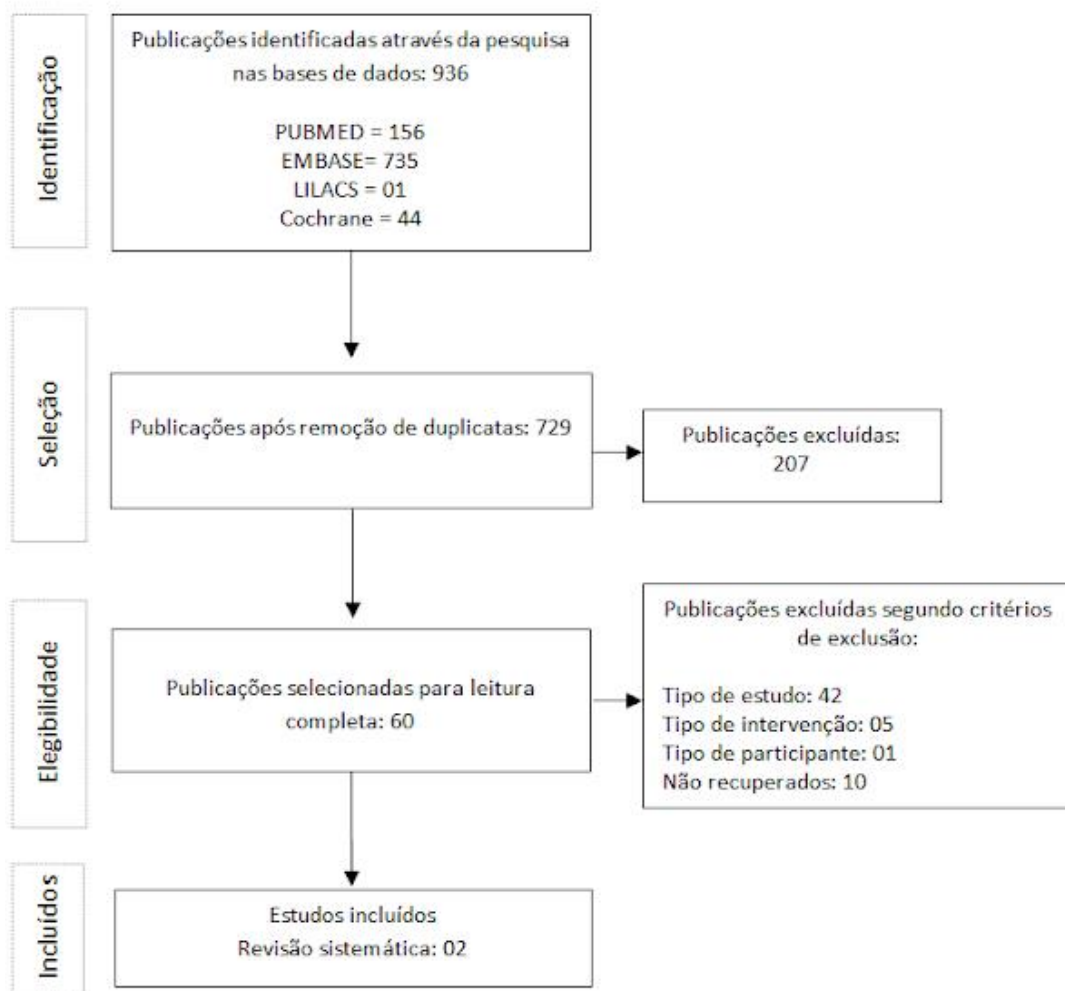 Identificação
Publicações identificadas através da pesquisa
nas bases de dados: 936
PUBMED = 156
EMBASE= 735
LILACS = 01
Cochrane = 44
Seleção
Publicações após remoção de duplicatas: 729
Publicações excluídas:
207
Elegibilidade
Publicações selecionadas para leitura
completa: 60
Publicações excluídas segundo critérios
de exclusão:
Tipo de estudo: 42
Tipo de intervenção: 05
Tipo de participante: 01
Não recuperados: 10
Incluídos
Estudos incluídos
Revisão sistemática: 02